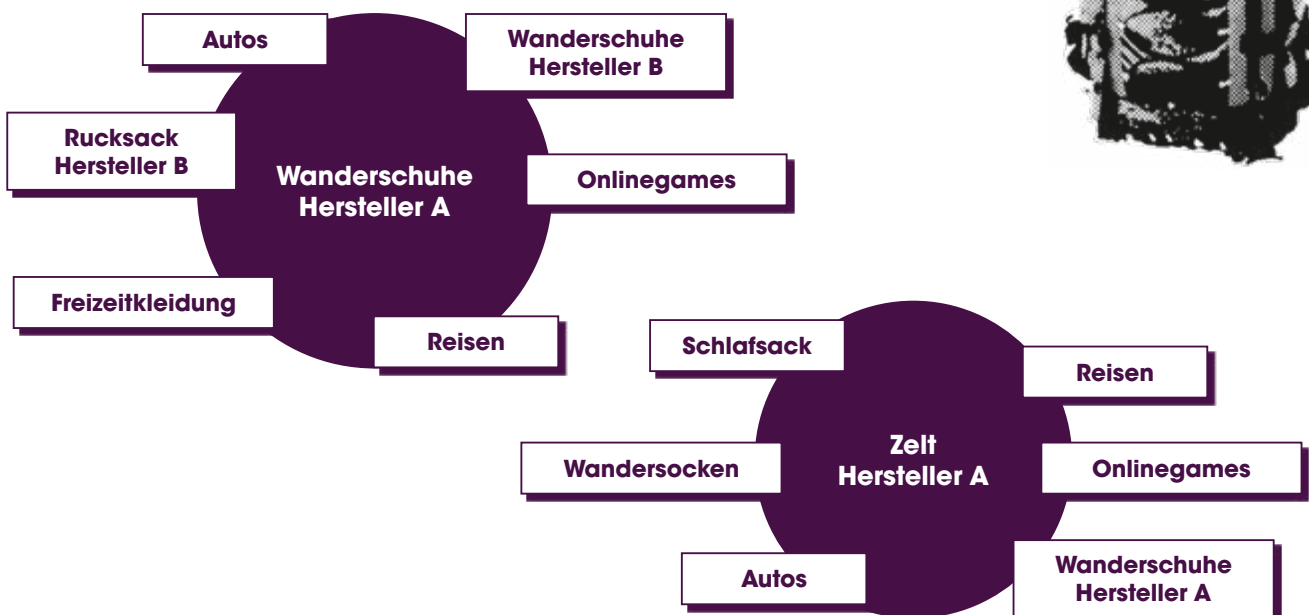 Autos
Wanderschuhe
Hersteller B
Rucksack
Hersteller B
Wanderschuhe
Hersteller A
Onlinegames
Freizeitkleidung
Reisen
Schlafsack
Reisen
Wandersocken
Zelt
Hersteller A
Onlinegames
Autos
Wanderschuhe
Hersteller A